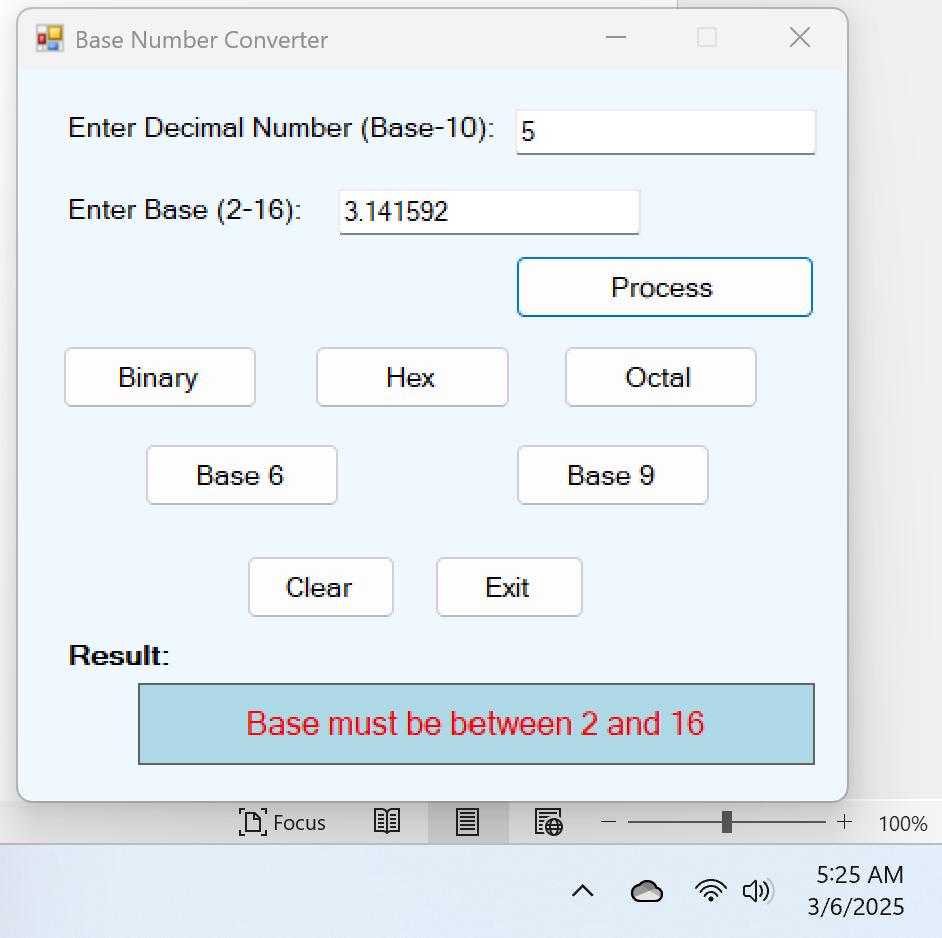 Base Number Converter
Enter Decimal Number (Base-10): 5
Enter Base (2-16): 3.141592
Process
Binary Hex Octal
Base 6 Base 9
Clear Exit
Result:
Base must be between 2 and 16
Focus 100%
5:25 AM
3/6/2025